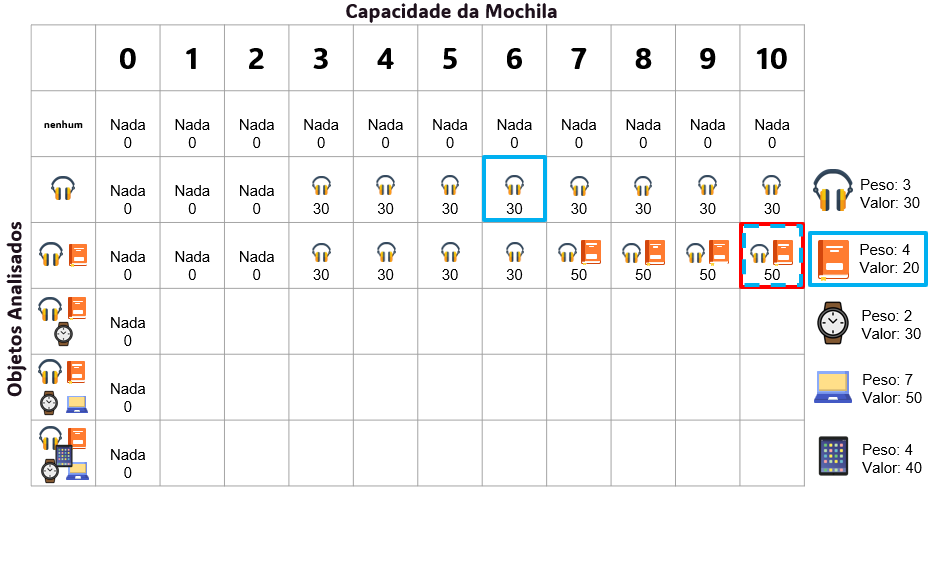 Capacidade da Mochila
0 1 2 3 4 5 6 7 8 9 10
nenhum Nada Nada Nada Nada Nada Nada Nada Nada Nada Nada Nada
0 0 0 0 0 0 0 0 0 0 0
Nada Nada Nada
0 0 0 30 30 30 30 30 30 30 30
Peso: 3
Valor: 30
Objetos Analisados
Nada Nada Nada
0 0 0 30 30 30 30 50 50 50 50
Peso: 4
Valor: 20
Nada
0
Peso: 2
Valor: 30
Nada
0
Peso: 7
Valor: 50
Nada
0
Peso: 4
Valor: 40